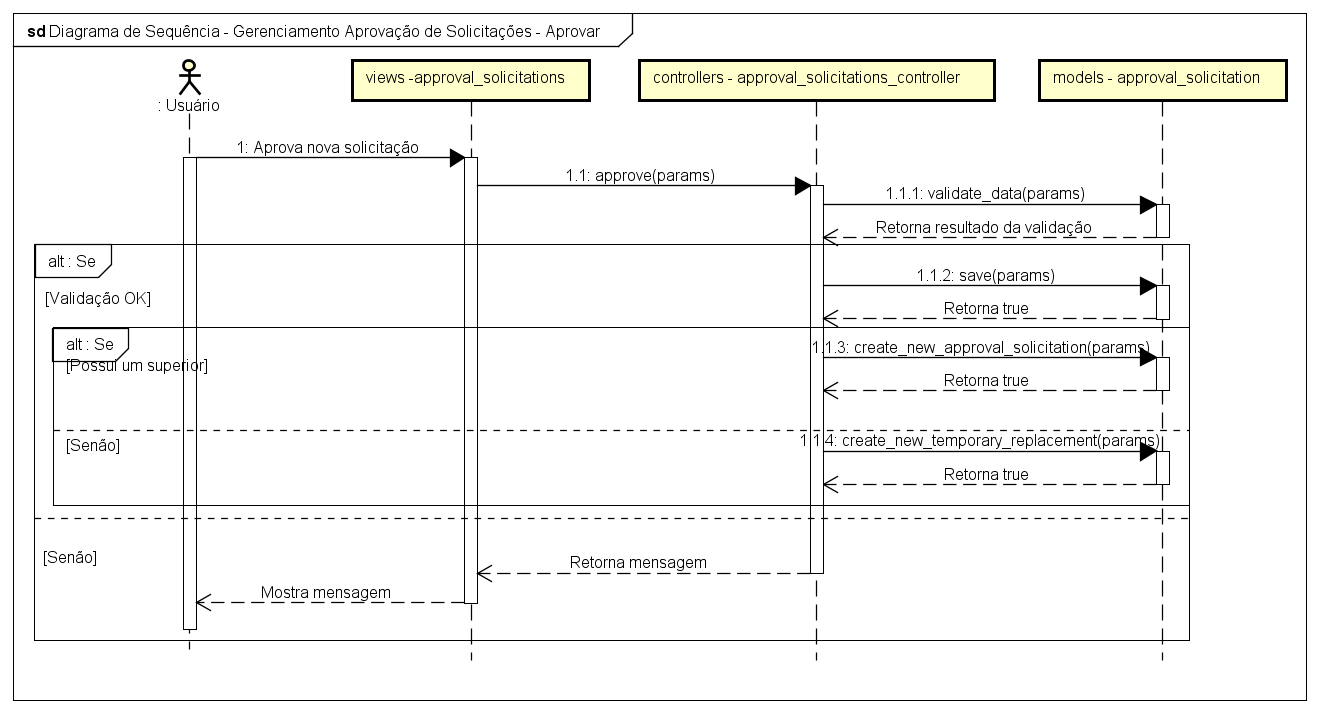 sd Diagrama de Sequência - Gerenciamento Aprovação de Solicitações - Aprovar
: Usuário
views -approval_solicitations
controllers - approval_solicitations_controller
models - approval_solicitation
1: Aprova nova solicitação
1.1: approve(params)
1.1.1: validate_data(params)
Retorna resultado da validação
alt : Se
[Validação OK]
1.1.2: save(params)
Retorna true
alt : Se
[Possui um superior]
1.1.3: create_new_approval_solicitation(params)
Retorna true
[Senão]
1.1.4: create_new_temporary_replacement(params)
Retorna true
[Senão]
Retorna mensagem
Mostra mensagem